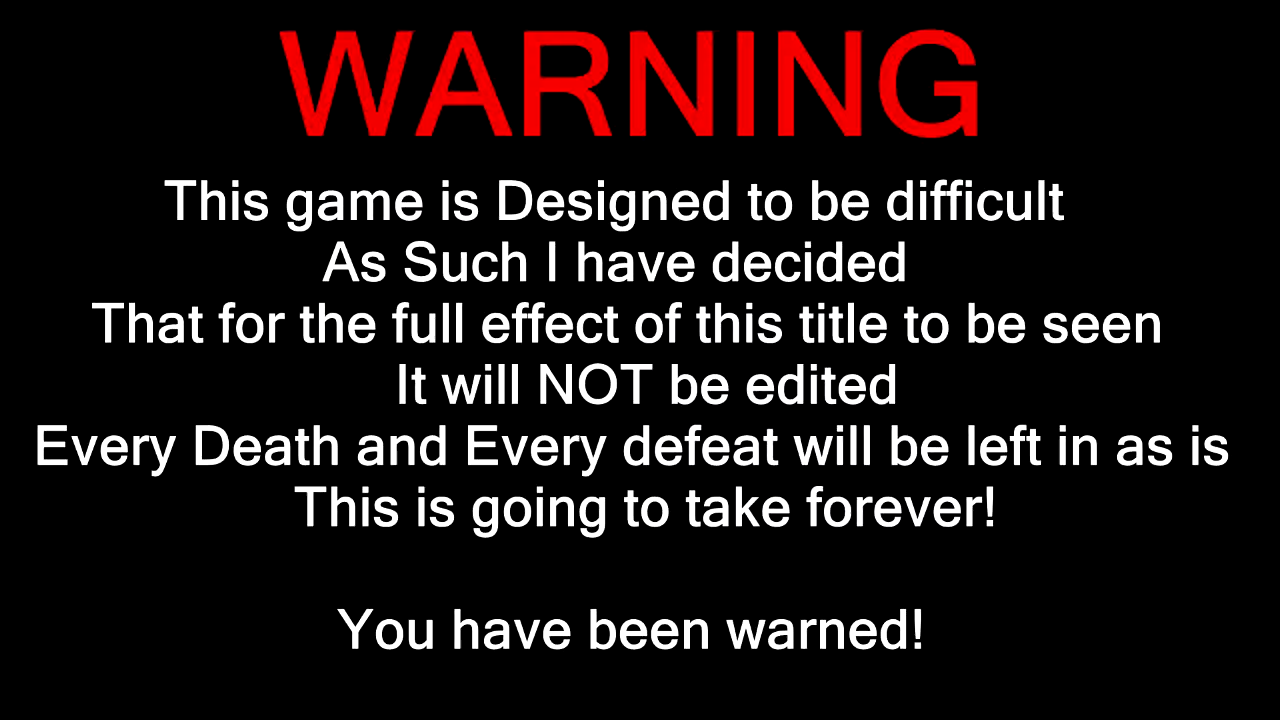 WARNING
This game is Designed to be difficult
As Such I have decided
That for the full effect of this title to be seen
It will NOT be edited
Every Death and Every defeat will be left in as is
This is going to take forever!
You have been warned!